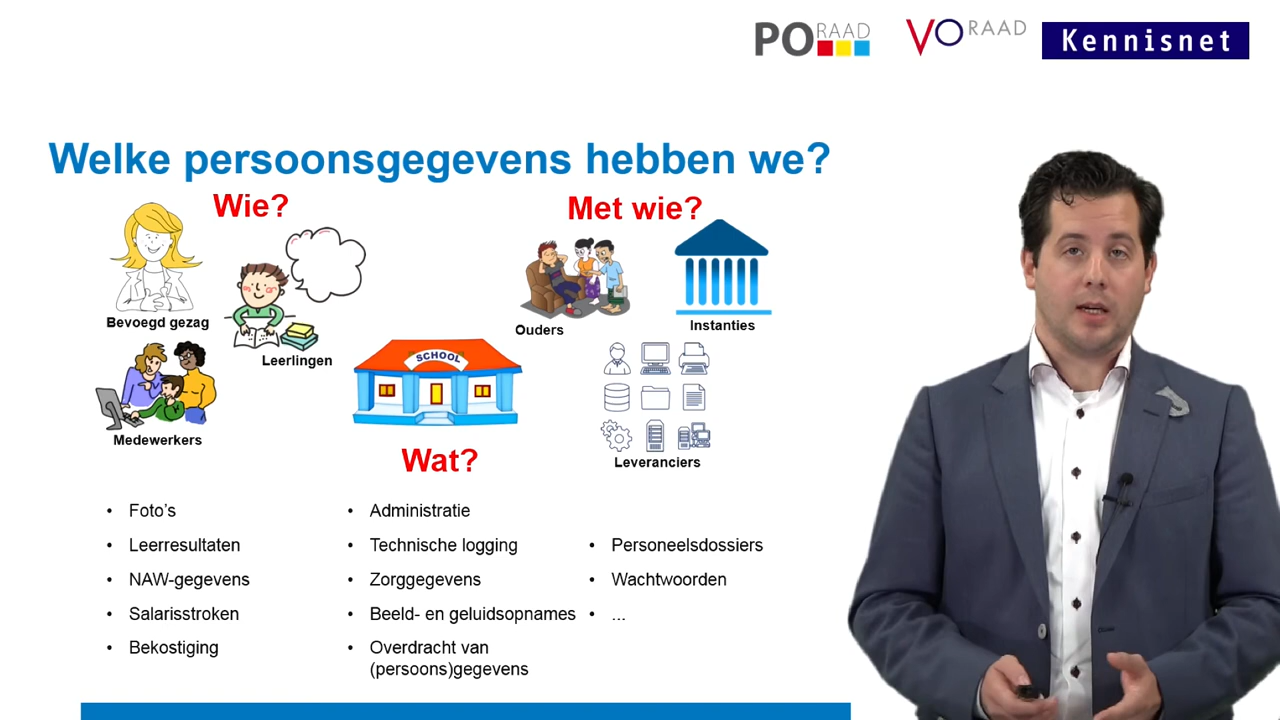 PO RAAD
VO RAAD
Kennisnet
Welke persoonsgegevens hebben we?
Wie?
Met wie?
Bevoegd gezag
Leerlingen
Medewerkers
SCHOOL
Ouders
Instanties
Leveranciers
Wat?
• Foto's
• Leerresultaten
• NAW-gegevens
• Salarisstroken
• Bekostiging
• Administratie
• Technische logging
• Zorggegevens
• Beeld- en geluidsopnames
• Overdracht van
(persoons)gegevens
• Personeelsdossiers
• Wachtwoorden
• ...